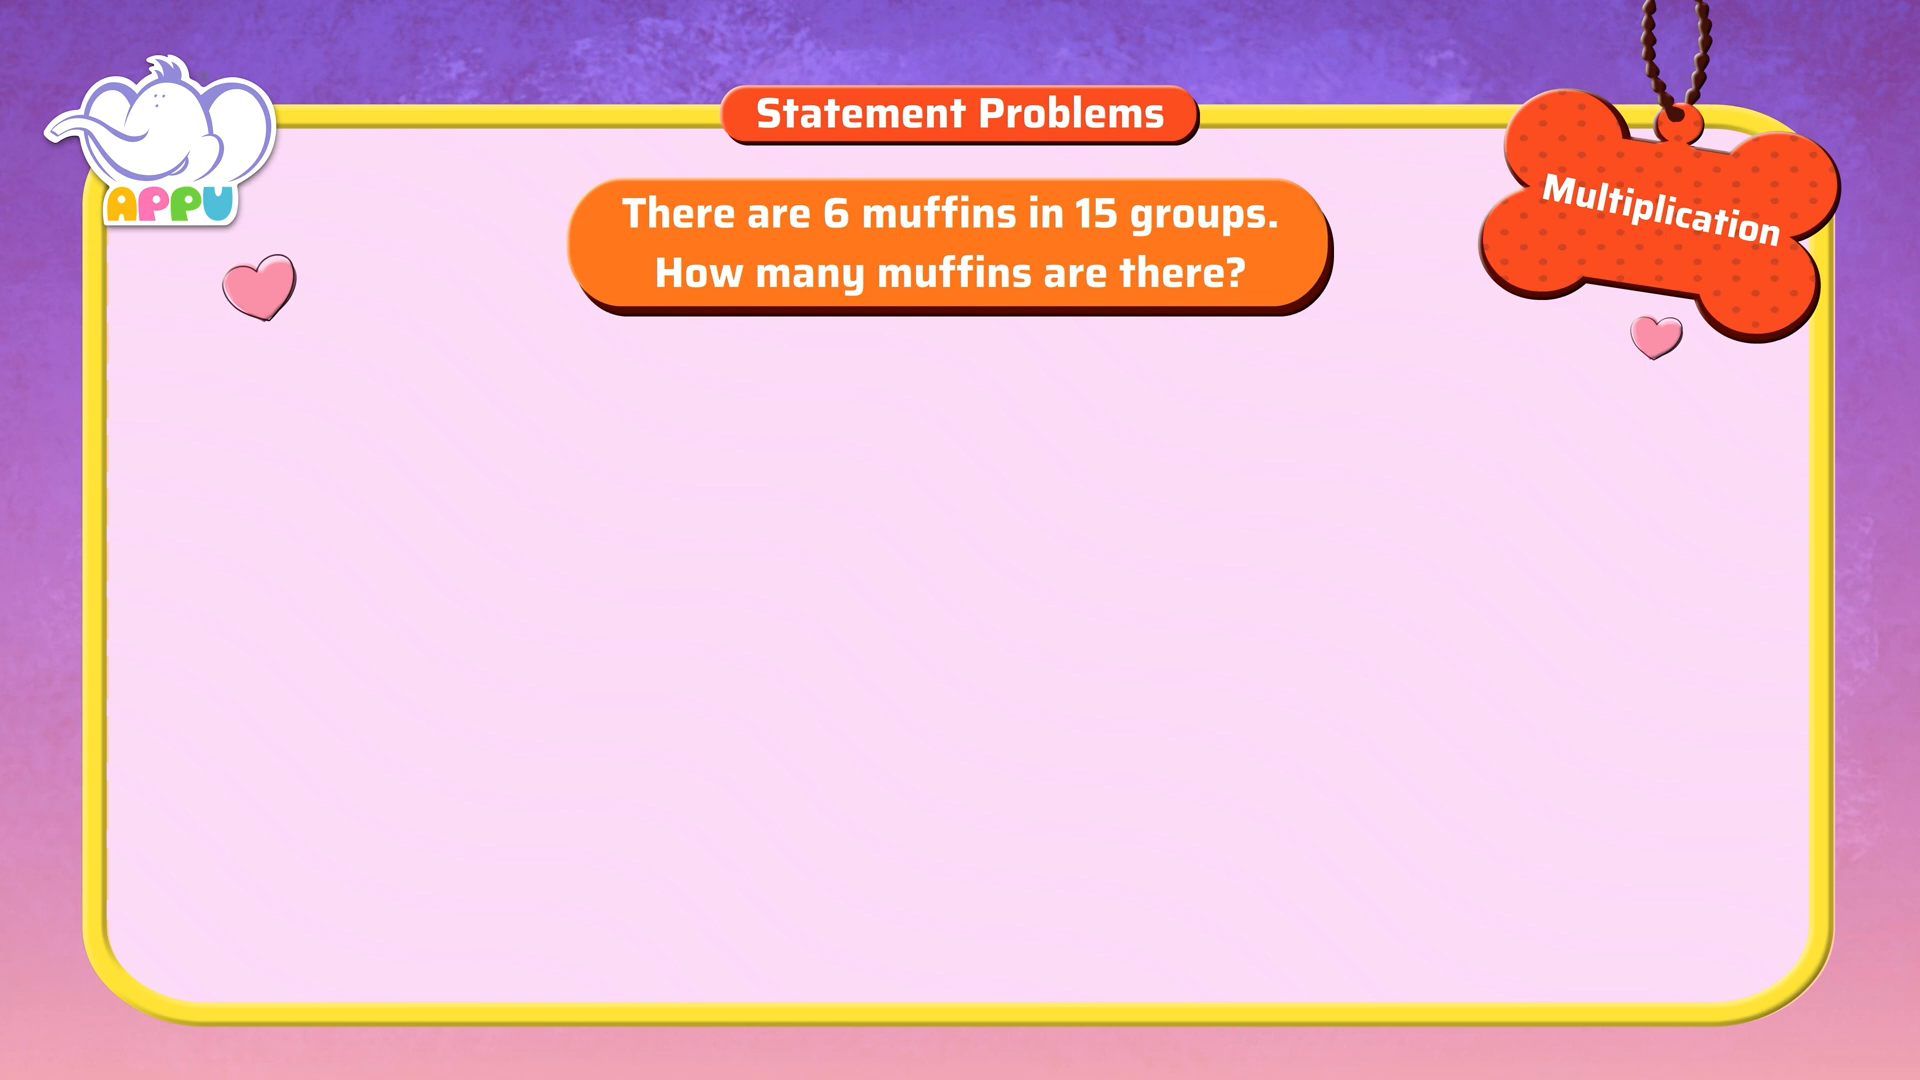 Statement Problems
APPU
Multiplication
There are 6 muffins in 15 groups.
How many muffins are there?